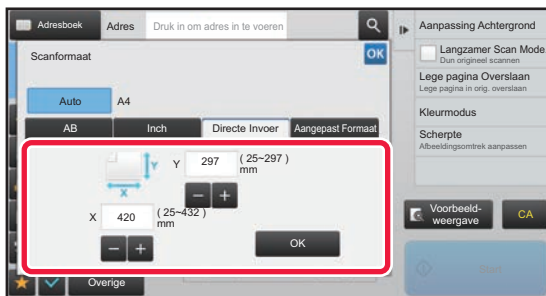 Adresboek
Adres
Druk in om adres in te voeren
Scanformaat
OK
Auto
A4
AB
Inch
Directe Invoer
Aangepast Formaat
Y
X
Y
297
( 25~297 )
mm
X
420
( 25~432 )
mm
OK
Overige
Aanpassing Achtergrond
Langzamer Scan Mode
Dun origineel scannen
Lege pagina Overslaan
Lege pagina in orig. overslaan
Kleurmodus
Scherpte
Afbeeldingsomtrek aanpassen
Voorbeeld-
weergave
CA
Start